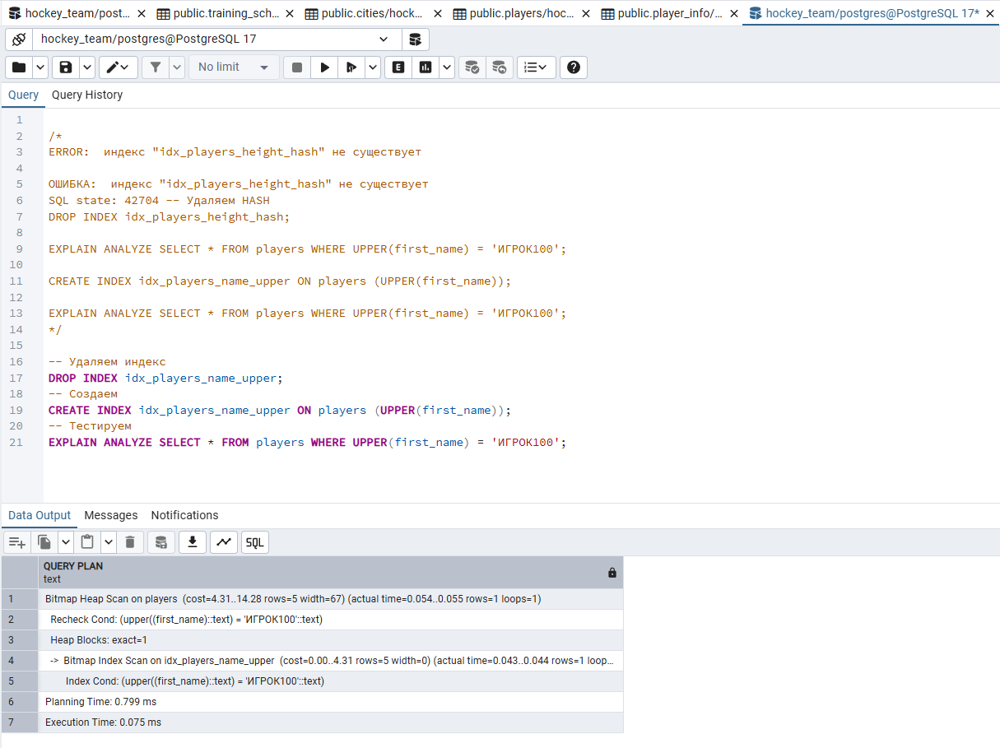 hockey_team/post... public.training_sch... public.cities/hock... public.players/hoc... public.player_info/... hockey_team/postgres@PostgreSQL 17*
hockey_team/postgres@PostgreSQL 17
No limit E
Query Query History
1
2 /*
3 ERROR:  индекс "idx_players_height_hash" не существует
4
5 ОШИБКА:  индекс "idx_players_height_hash" не существует
6 SQL state: 42704 -- Удаляем HASH
7 DROP INDEX idx_players_height_hash;
8
9 EXPLAIN ANALYZE SELECT * FROM players WHERE UPPER(first_name) = 'ИГРОК100';
10
11 CREATE INDEX idx_players_name_upper ON players (UPPER(first_name));
12
13 EXPLAIN ANALYZE SELECT * FROM players WHERE UPPER(first_name) = 'ИГРОК100';
14 */
15
16 -- Удаляем индекс
17 DROP INDEX idx_players_name_upper;
18 -- Создаем
19 CREATE INDEX idx_players_name_upper ON players (UPPER(first_name));
20 -- Тестируем
21 EXPLAIN ANALYZE SELECT * FROM players WHERE UPPER(first_name) = 'ИГРОК100';
Data Output Messages Notifications
SQL
QUERY PLAN
text
1 Bitmap Heap Scan on players  (cost=4.31..14.28 rows=5 width=67) (actual time=0.054..0.055 rows=1 loops=1)
2 Recheck Cond: (upper((first_name)::text) = 'ИГРОК100'::text)
3 Heap Blocks: exact=1
4 ->  Bitmap Index Scan on idx_players_name_upper  (cost=0.00..4.31 rows=5 width=0) (actual time=0.043..0.044 rows=1 loop...
5 Index Cond: (upper((first_name)::text) = 'ИГРОК100'::text)
6 Planning Time: 0.799 ms
7 Execution Time: 0.075 ms